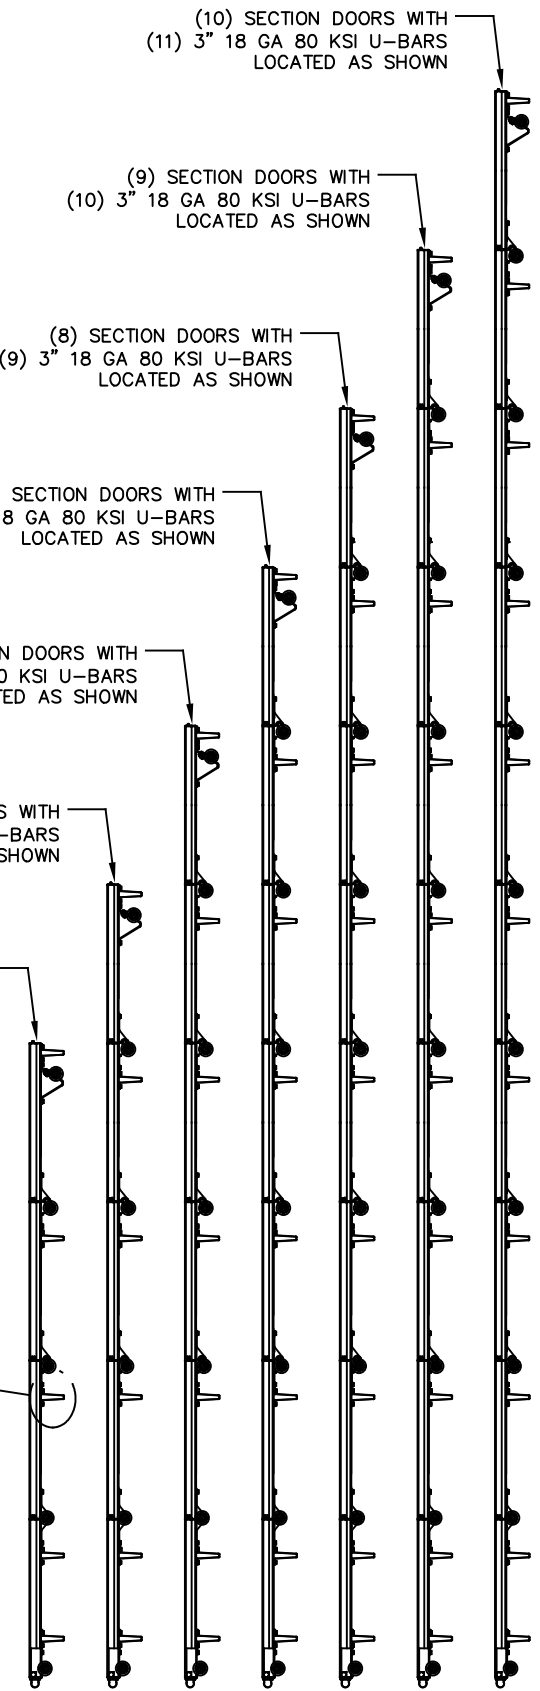 (10) SECTION DOORS WITH
(11) 3" 18 GA 80 KSI U-BARS
LOCATED AS SHOWN
(9) SECTION DOORS WITH
(10) 3" 18 GA 80 KSI U-BARS
LOCATED AS SHOWN
(8) SECTION DOORS WITH
(9) 3" 18 GA 80 KSI U-BARS
LOCATED AS SHOWN
SECTION DOORS WITH
8 GA 80 KSI U-BARS
LOCATED AS SHOWN
N DOORS WITH
0 KSI U-BARS
TED AS SHOWN
S WITH
-BARS
SHOWN